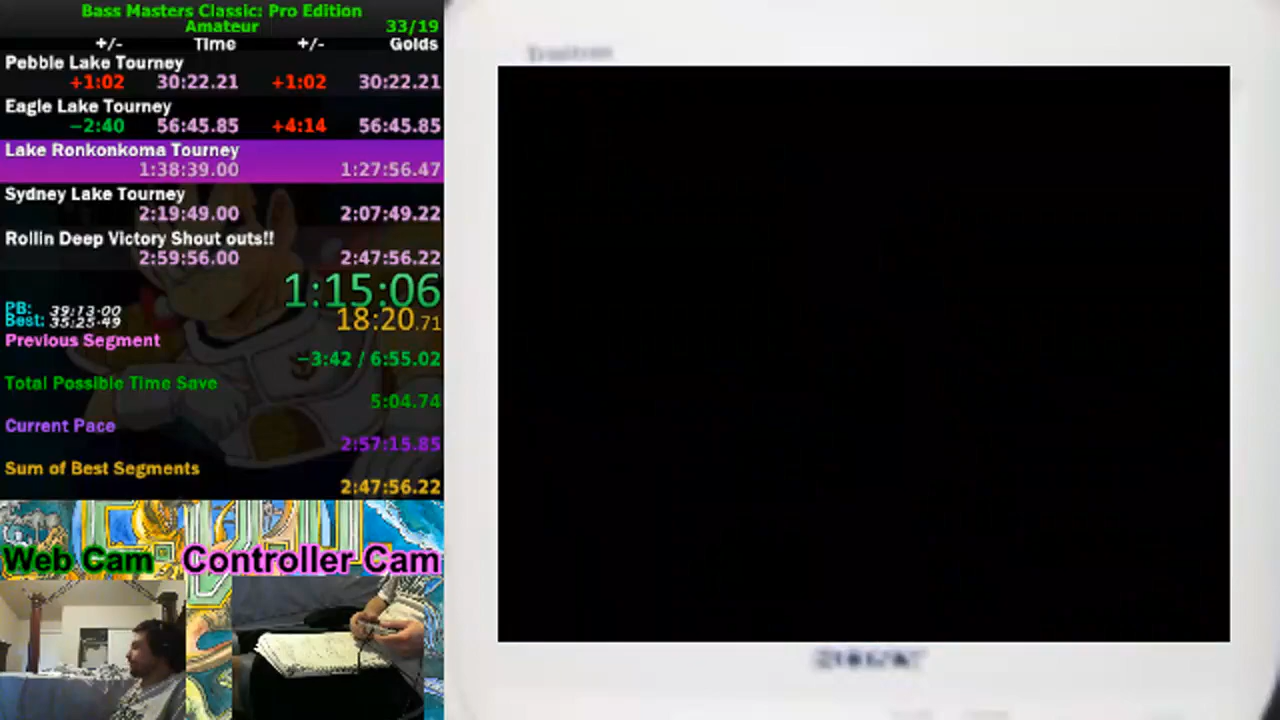 Bass Masters Classic: Pro Edition
Amateur 33/19
+/- Time +/- Golds
Pebble Lake Tourney
+1:02 30:22.21 +1:02 30:22.21
Eagle Lake Tourney
−2:40 56:45.85 +4:14 56:45.85
Lake Ronkonkoma Tourney
1:38:39.00 1:27:56.47
Sydney Lake Tourney
2:19:49.00 2:07:49.22
Rollin Deep Victory Shout outs!!
2:59:56.00 2:47:56.22
1:15:06
PB: 39:13:00
Best: 35:25:49
18:20.71
Previous Segment
−3:42 / 6:55.02
Total Possible Time Save
5:04.74
Current Pace
2:57:15.85
Sum of Best Segments
2:47:56.22
Web Cam Controller Cam